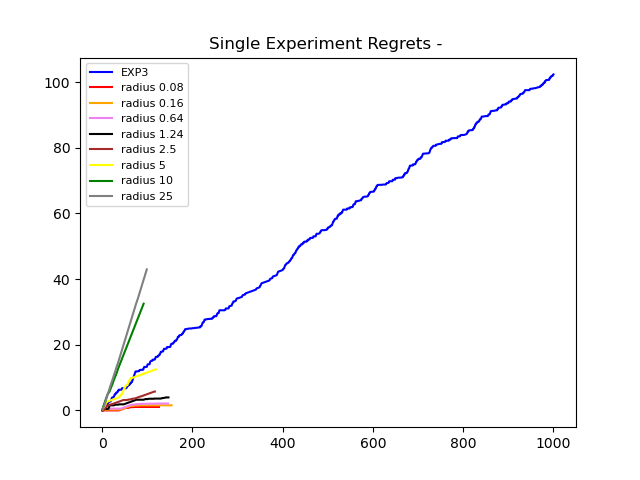 Single Experiment Regrets -
EXP3
radius 0.08
radius 0.16
radius 0.64
radius 1.24
radius 2.5
radius 5
radius 10
radius 25
100
80
60
40
20
0
0 200 400 600 800 1000